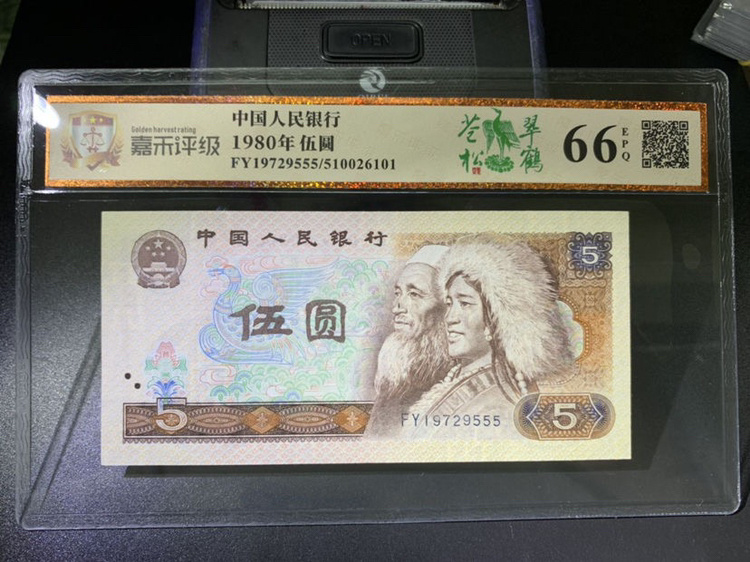 OPEN
Golden harvest rating
嘉禾评级
中国人民银行
1980年 伍圆
FY19729555/510026101
苍松
翠鹤
66
EPQ
中国人民银行
5
伍圆
5
FY19729555
5